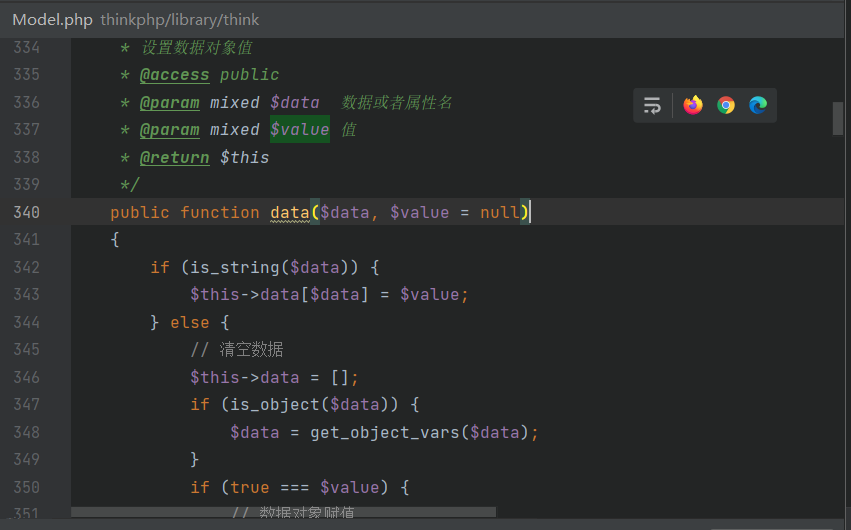 Model.php thinkphp/library/think
334 * 设置数据对象值
335 * @access public
336 * @param mixed $data 数据或者属性名
337 * @param mixed $value 值
338 * @return $this
339 */
340 public function data($data, $value = null)
341 {
342 if (is_string($data)) {
343 $this->data[$data] = $value;
344 } else {
345 // 清空数据
346 $this->data = [];
347 if (is_object($data)) {
348 $data = get_object_vars($data);
349 }
350 if (true === $value) {
351 // 数据对象赋值